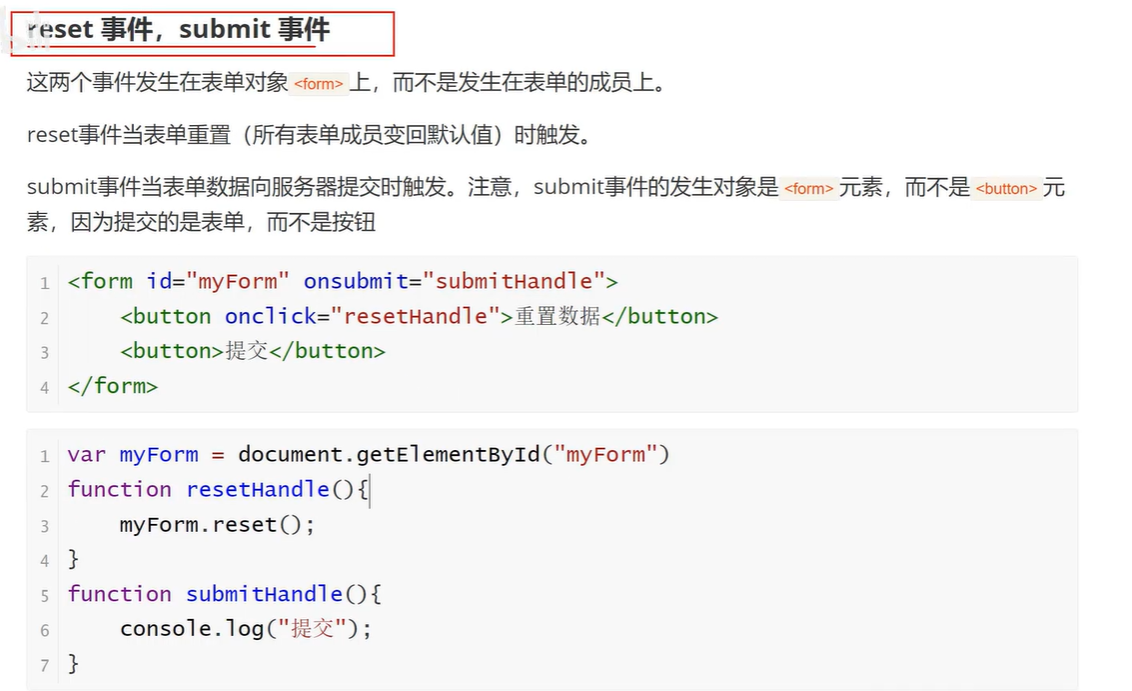 reset 事件，submit 事件
这两个事件发生在表单对象<form>上，而不是发生在表单的成员上。
reset事件当表单重置（所有表单成员变回默认值）时触发。
submit事件当表单数据向服务器提交时触发。注意，submit事件的发生对象是<form>元素，而不是<button>元
素，因为提交的是表单，而不是按钮
1 <form id="myForm" onsubmit="submitHandle">
2     <button onclick="resetHandle">重置数据</button>
3     <button>提交</button>
4 </form>
1 var myForm = document.getElementById("myForm")
2 function resetHandle(){
3     myForm.reset();
4 }
5 function submitHandle(){
6     console.log("提交");
7 }